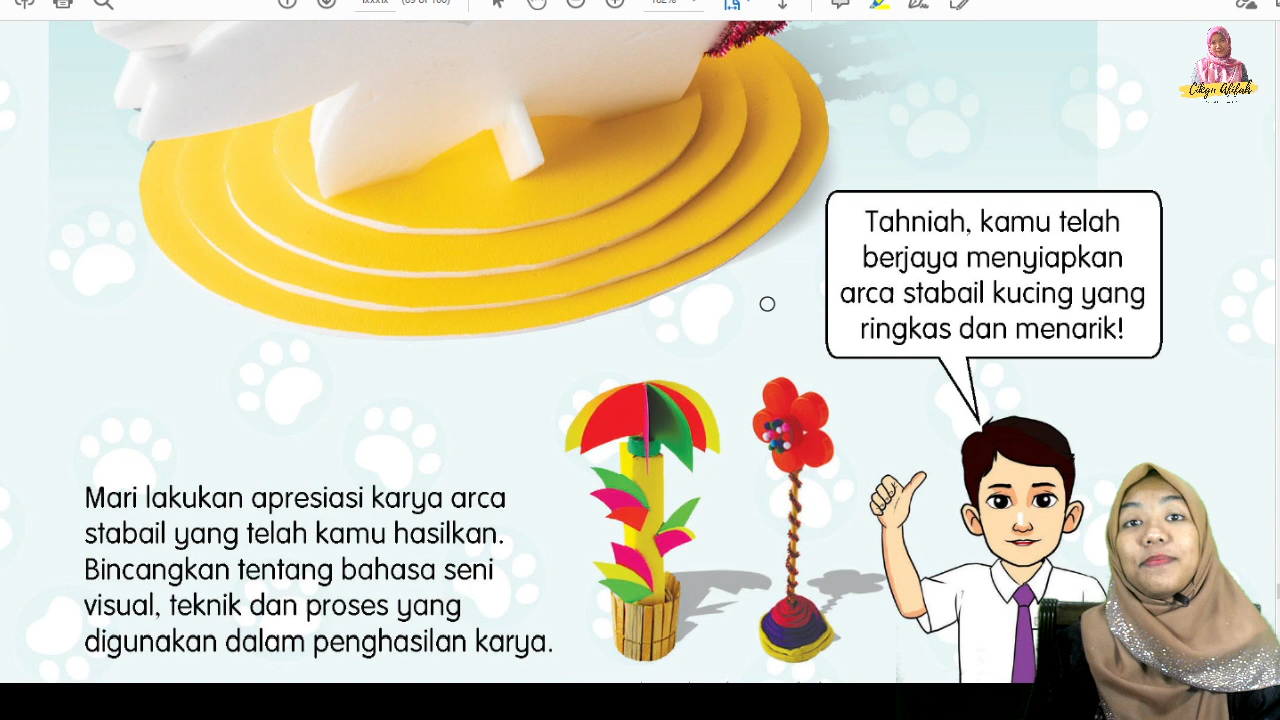 Tahniah, kamu telah
berjaya menyiapkan
arca stabail kucing yang
ringkas dan menarik!
Mari lakukan apresiasi karya arca
stabail yang telah kamu hasilkan.
Bincangkan tentang bahasa seni
visual, teknik dan proses yang
digunakan dalam penghasilan karya.
Cikgu Afifah